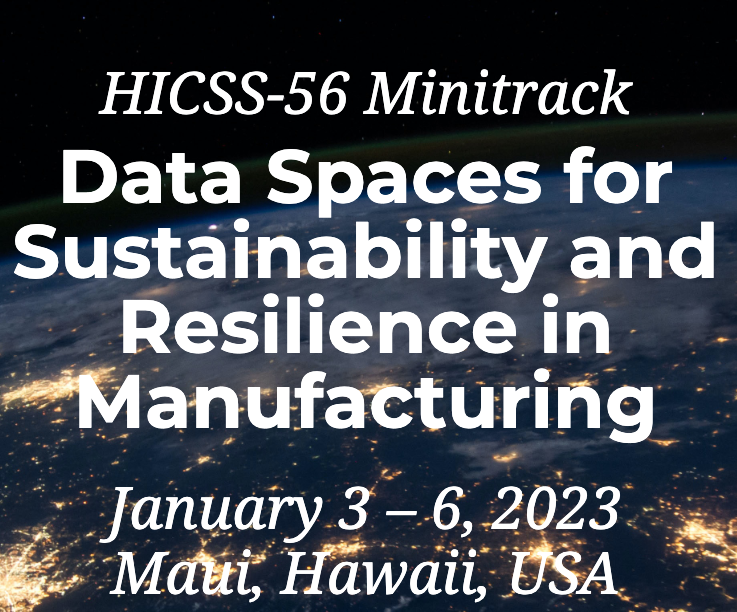 HICSS-56 Minitrack
Data Spaces for
Sustainability and
Resilience in
Manufacturing
January 3 – 6, 2023
Maui, Hawaii, USA